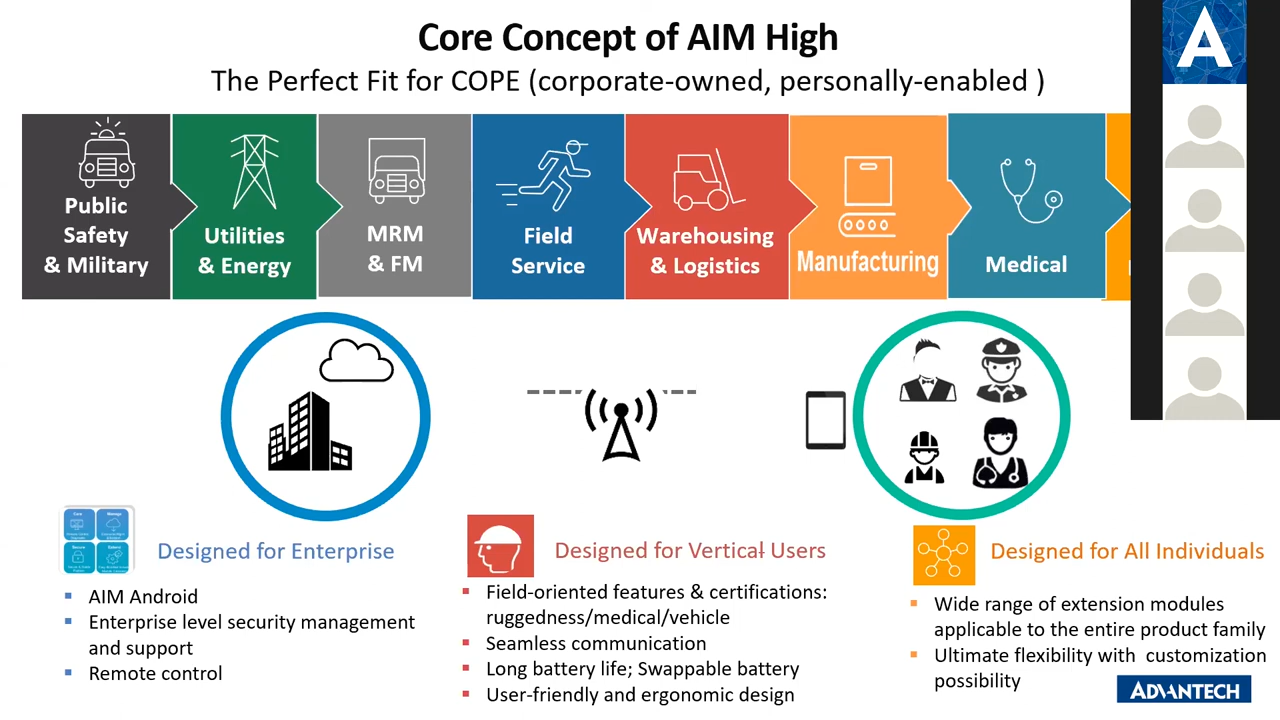 Core Concept of AIM High
The Perfect Fit for COPE (corporate-owned, personally-enabled )
A
Public
Safety
& Military
Utilities
& Energy
MRM
& FM
Field
Service
Warehousing
& Logistics
Manufacturing
Medical
Designed for Enterprise
AIM Android
Enterprise level security management
and support
Remote control
Designed for Vertical Users
Field-oriented features & certifications:
ruggedness/medical/vehicle
Seamless communication
Long battery life; Swappable battery
User-friendly and ergonomic design
Designed for All Individuals
Wide range of extension modules
applicable to the entire product family
Ultimate flexibility with customization
possibility
ADVANTECH